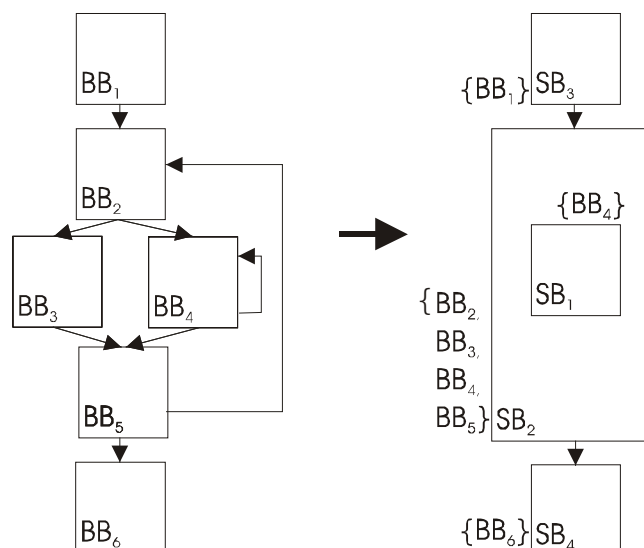 BB₁
BB₂
BB₃
BB₄
BB₅
BB₆
{BB₁}
SB₃
{BB₄}
SB₁
{BB₂,
BB₃,
BB₄,
BB₅} SB₂
{BB₆}
SB₄